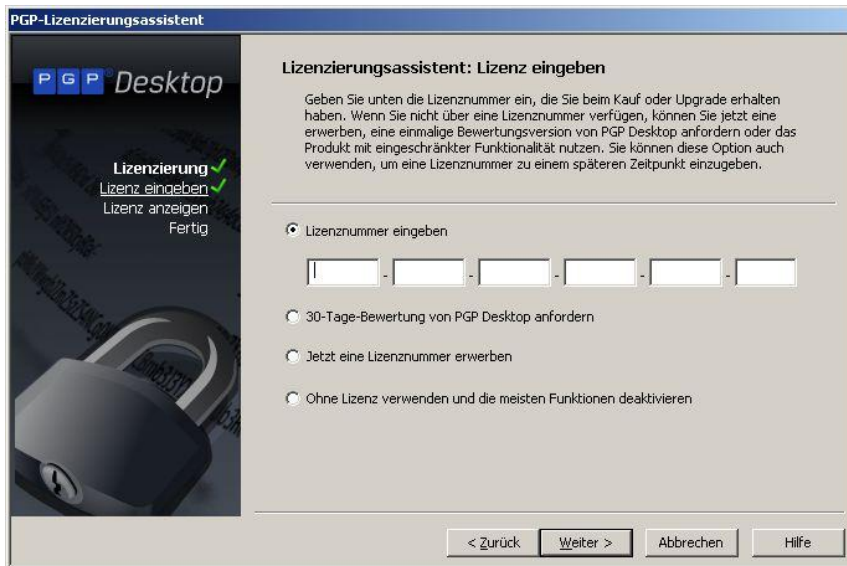 PGP-Lizenzierungsassistent
PGP® Desktop
Lizenzierung
Lizenz eingeben
Lizenz anzeigen
Fertig
Lizenzierungsassistent: Lizenz eingeben
Geben Sie unten die Lizenznummer ein, die Sie beim Kauf oder Upgrade erhalten
haben. Wenn Sie nicht über eine Lizenznummer verfügen, können Sie jetzt eine
erwerben, eine einmalige Bewertungsversion von PGP Desktop anfordern oder das
Produkt mit eingeschränkter Funktionalität nutzen. Sie können diese Option auch
verwenden, um eine Lizenznummer zu einem späteren Zeitpunkt einzugeben.
Lizenznummer eingeben
- - - - -
30-Tage-Bewertung von PGP Desktop anfordern
Jetzt eine Lizenznummer erwerben
Ohne Lizenz verwenden und die meisten Funktionen deaktivieren
< Zurück Weiter > Abbrechen Hilfe